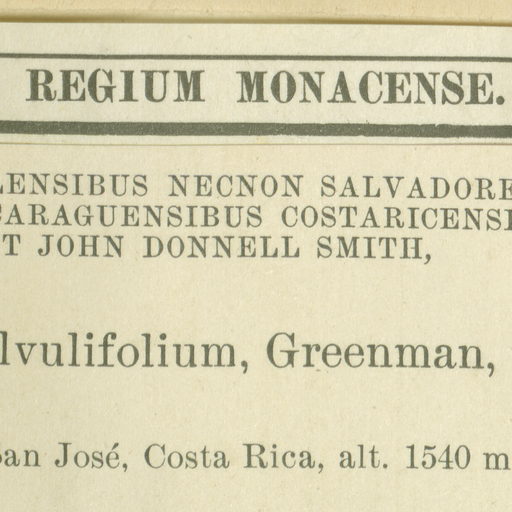 REGIUM MONACENSE.
LENSIBUS NECNON SALVADORE
CARAGUENSIBUS COSTARICENSI
T JOHN DONNELL SMITH,
lvulifolium, Greenman,
San José, Costa Rica, alt. 1540 m